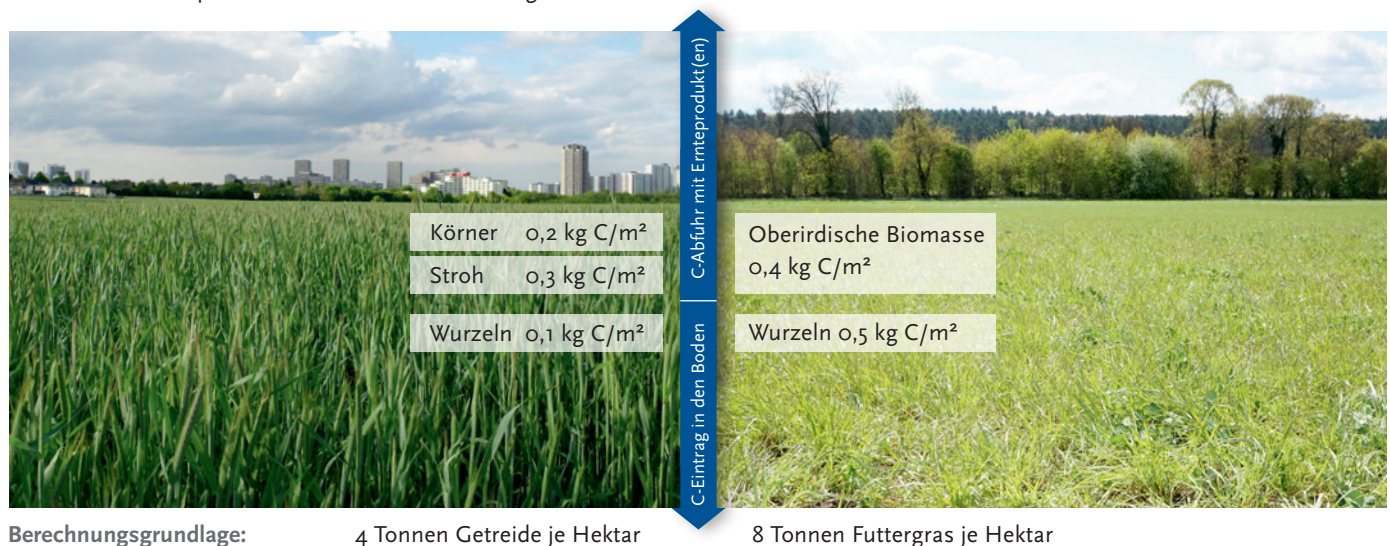 Körner 0,2 kg C/m²
Stroh 0,3 kg C/m²
Wurzeln 0,1 kg C/m²
C-Abfuhr mit Ernteprodukt(en)
C-Eintrag in den Boden
Oberirdische Biomasse
0,4 kg C/m²
Wurzeln 0,5 kg C/m²
Berechnungsgrundlage: 4 Tonnen Getreide je Hektar 8 Tonnen Futtergras je Hektar